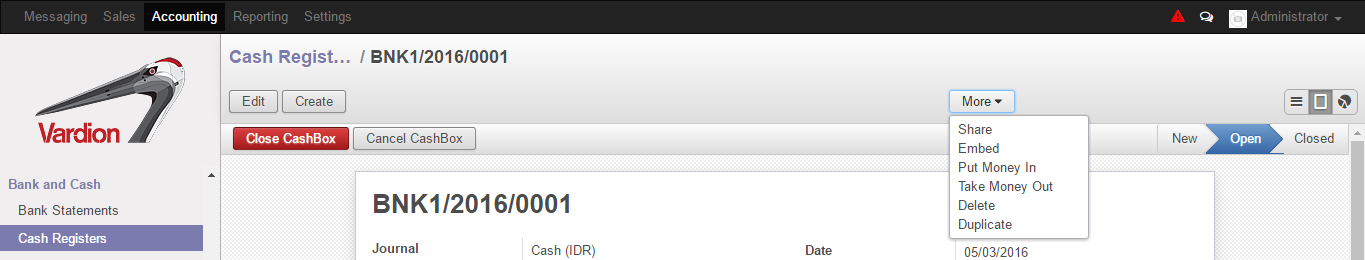 Messaging Sales Accounting Reporting Settings Administrator
Vardion
Bank and Cash
Bank Statements
Cash Registers
Cash Regist… / BNK1/2016/0001
Edit Create More
Share
Embed
Put Money In
Take Money Out
Delete
Duplicate
Close CashBox Cancel CashBox New Open Closed
BNK1/2016/0001
Journal Cash (IDR) Date 05/03/2016